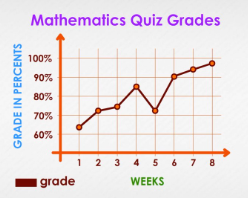 Mathematics Quiz Grades
GRADE IN PERCENTS
100%
90%
80%
70%
60%
1 2 3 4 5 6 7 8
grade
WEEKS